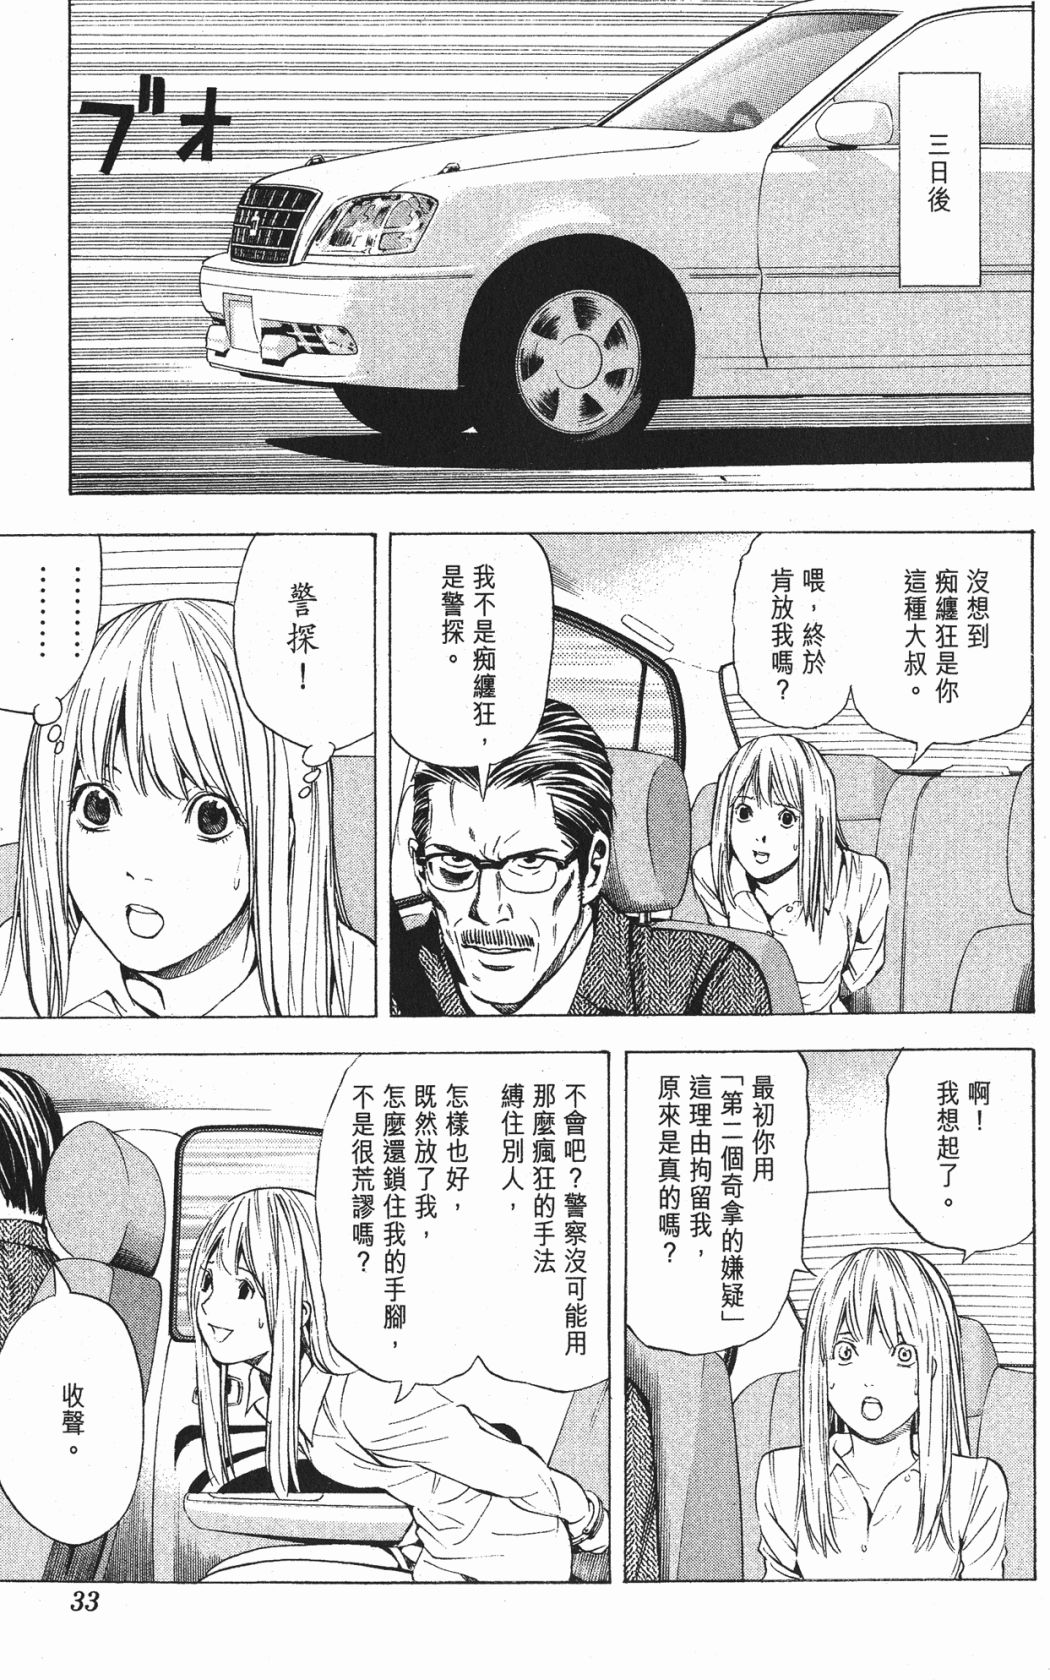 三日後
ブオ
沒想到
痴纏狂是你
這種大叔。
喂，終於
肯放我嗎？
我不是痴纏狂，
是警探。
警探！
………
………
啊！
我想起了。
最初你用
「第二個奇拿的嫌疑」
這理由拘留我，
原來是真的嗎？
不會吧？警察沒可能用
那麼瘋狂的手法
縛住別人，
怎樣也好，
既然放了我，
怎麼還鎖住我的手腳，
不是很荒謬嗎？
收聲。
33